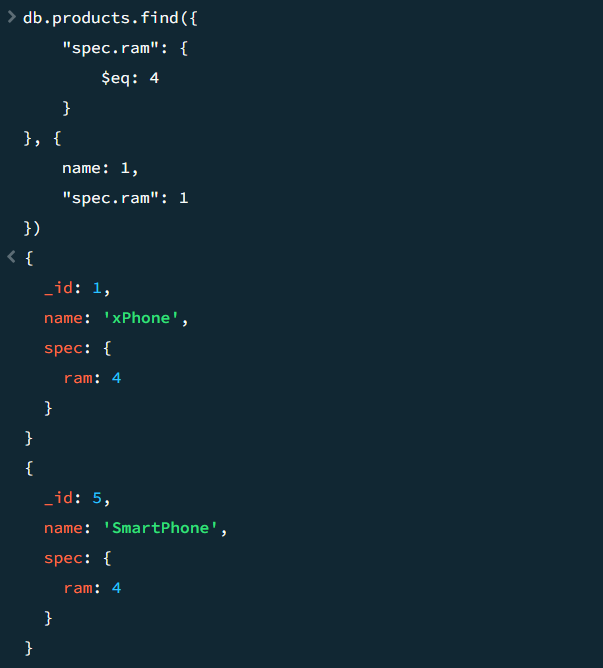 > db.products.find({
"spec.ram": {
$eq: 4
}
}, {
name: 1,
"spec.ram": 1
})
< {
_id: 1,
name: 'xPhone',
spec: {
ram: 4
}
}
{
_id: 5,
name: 'SmartPhone',
spec: {
ram: 4
}
}